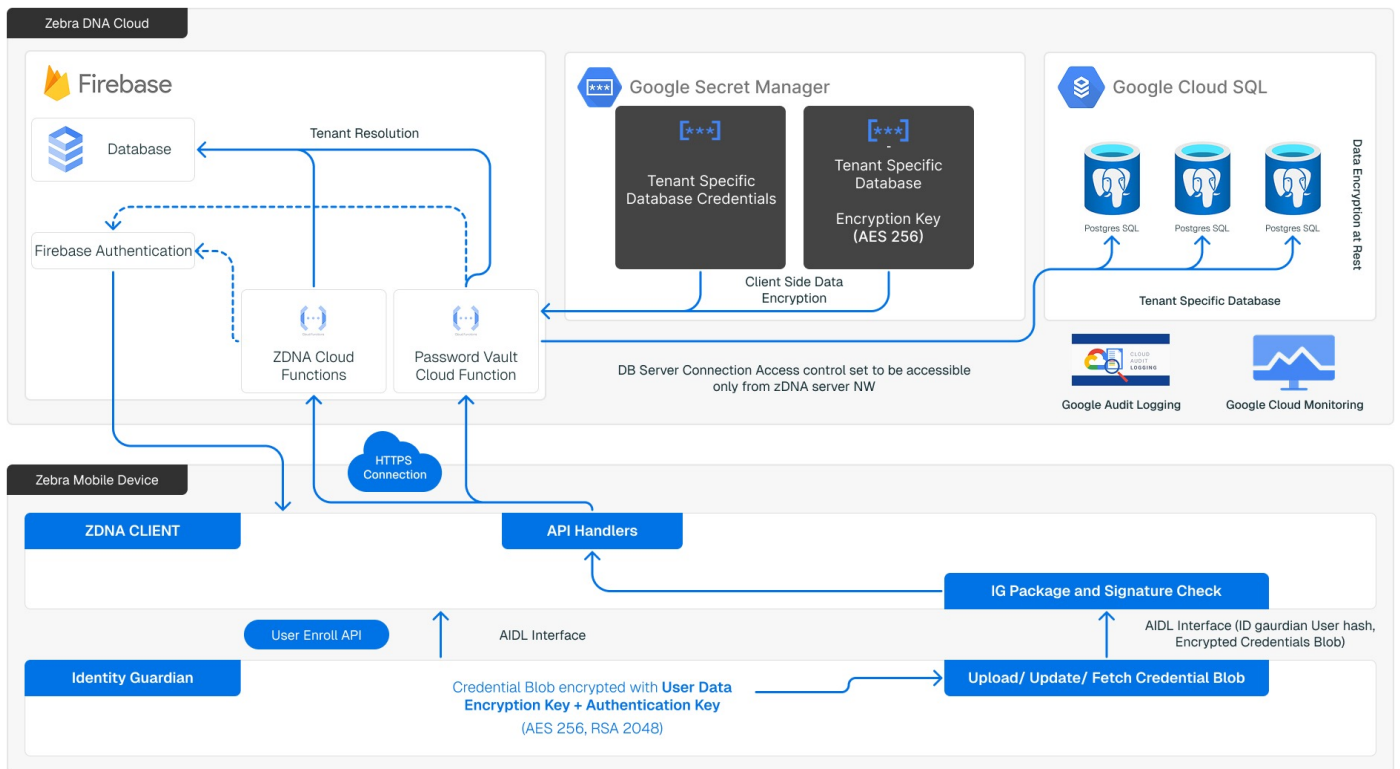 Zebra DNA Cloud
Firebase
Database
Tenant Resolution
Firebase Authentication
ZDNA Cloud
Functions
Password Vault
Cloud Function
Google Secret Manager
[***]
Tenant Specific
Database Credentials
[***]
-
Tenant Specific
Database
Encryption Key
(AES 256)
Client Side Data
Encryption
Google Cloud SQL
Postgres SQL
Postgres SQL
Postgres SQL
Data Encryption at Rest
Tenant Specific Database
DB Server Connection Access control set to be accessible
only from zDNA server NW
CLOUD
AUDIT
LOGGING
Google Audit Logging
Google Cloud Monitoring
HTTPS
Connection
Zebra Mobile Device
ZDNA CLIENT
API Handlers
IG Package and Signature Check
User Enroll API
AIDL Interface
AIDL Interface (ID gaurdian User hash,
Encrypted Credentials Blob)
Identity Guardian
Credential Blob encrypted with User Data
Encryption Key + Authentication Key
(AES 256, RSA 2048)
Upload/ Update/ Fetch Credential Blob